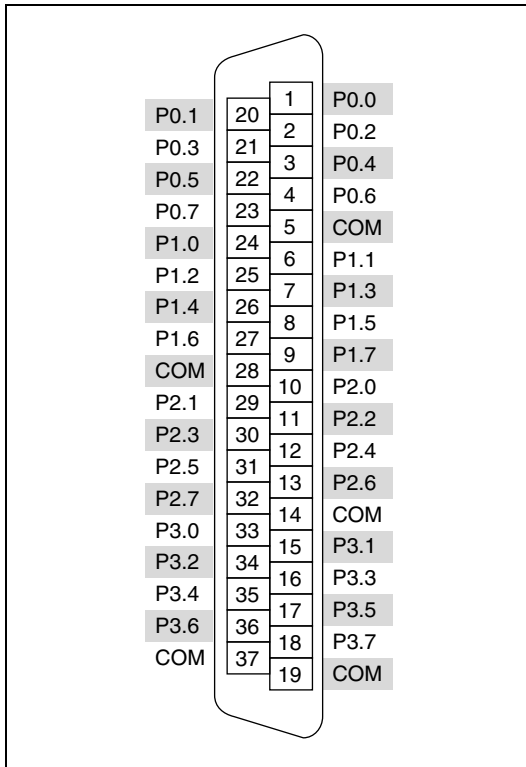 1 P0.0
P0.1 20
2 P0.2
P0.3 21
3 P0.4
P0.5 22
4 P0.6
P0.7 23
5 COM
P1.0 24
6 P1.1
P1.2 25
7 P1.3
P1.4 26
8 P1.5
P1.6 27
9 P1.7
COM 28
10 P2.0
P2.1 29
11 P2.2
P2.3 30
12 P2.4
P2.5 31
13 P2.6
P2.7 32
14 COM
P3.0 33
15 P3.1
P3.2 34
16 P3.3
P3.4 35
17 P3.5
P3.6 36
18 P3.7
COM 37
19 COM